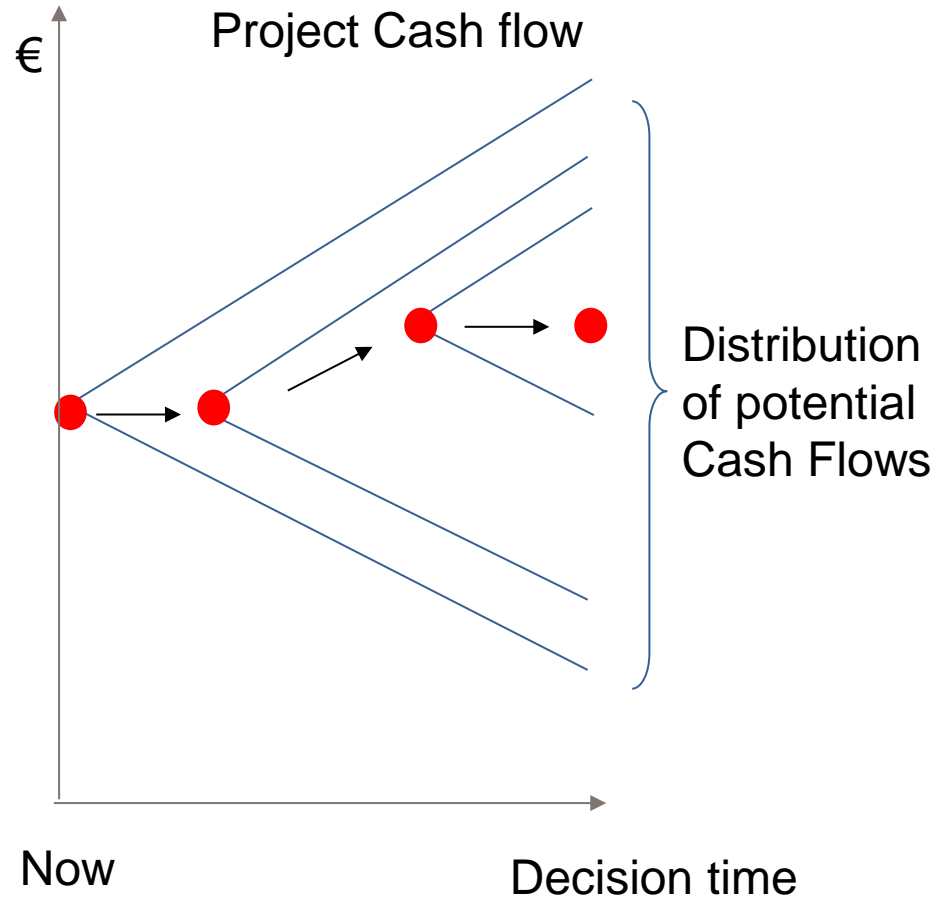 Project Cash flow
€
Distribution
of potential
Cash Flows
Now
Decision time